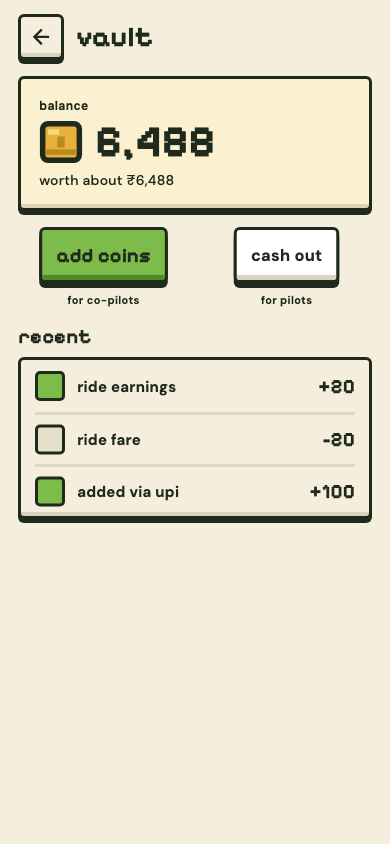 vault
balance
6,488
worth about ₹6,488
add coins
cash out
for co-pilots
for pilots
recent
ride earnings +20
ride fare -20
added via upi +100